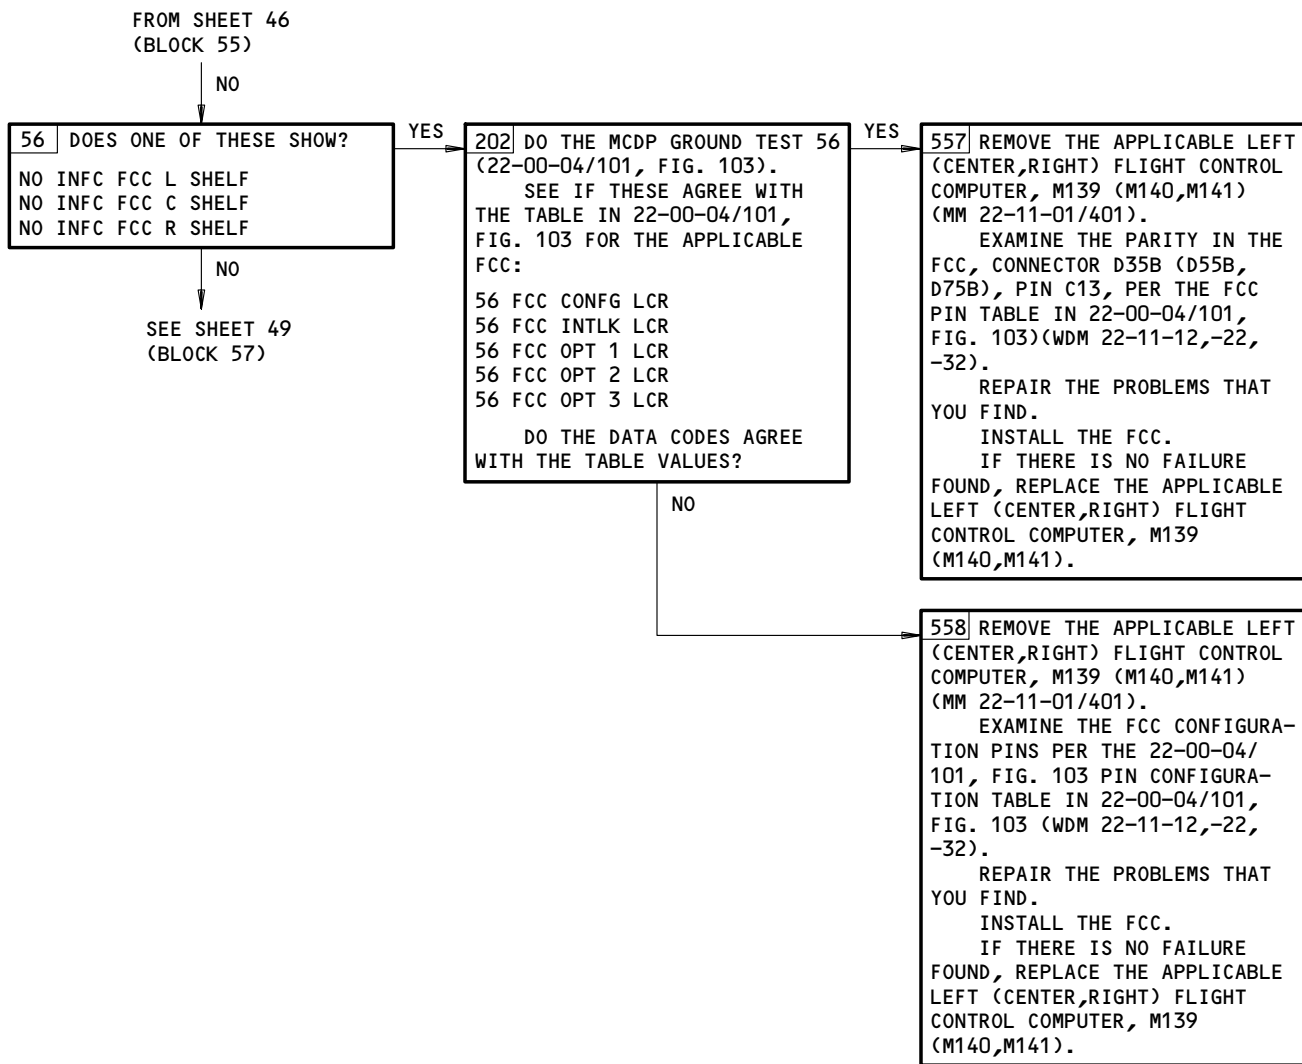 FROM SHEET 46
(BLOCK 55)
NO
56 DOES ONE OF THESE SHOW?
NO INFC FCC L SHELF
NO INFC FCC C SHELF
NO INFC FCC R SHELF
NO
SEE SHEET 49
(BLOCK 57)
YES
202 DO THE MCDP GROUND TEST 56
(22-00-04/101, FIG. 103).
SEE IF THESE AGREE WITH
THE TABLE IN 22-00-04/101,
FIG. 103 FOR THE APPLICABLE
FCC:
56 FCC CONFG LCR
56 FCC INTLK LCR
56 FCC OPT 1 LCR
56 FCC OPT 2 LCR
56 FCC OPT 3 LCR
DO THE DATA CODES AGREE
WITH THE TABLE VALUES?
NO
YES
557 REMOVE THE APPLICABLE LEFT
(CENTER,RIGHT) FLIGHT CONTROL
COMPUTER, M139 (M140,M141)
(MM 22-11-01/401).
EXAMINE THE PARITY IN THE
FCC, CONNECTOR D35B (D55B,
D75B), PIN C13, PER THE FCC
PIN TABLE IN 22-00-04/101,
FIG. 103)(WDM 22-11-12,-22,
-32).
REPAIR THE PROBLEMS THAT
YOU FIND.
INSTALL THE FCC.
IF THERE IS NO FAILURE
FOUND, REPLACE THE APPLICABLE
LEFT (CENTER,RIGHT) FLIGHT
CONTROL COMPUTER, M139
(M140,M141).
558 REMOVE THE APPLICABLE LEFT
(CENTER,RIGHT) FLIGHT CONTROL
COMPUTER, M139 (M140,M141)
(MM 22-11-01/401).
EXAMINE THE FCC CONFIGURA-
TION PINS PER THE 22-00-04/
101, FIG. 103 PIN CONFIGURA-
TION TABLE IN 22-00-04/101,
FIG. 103 (WDM 22-11-12,-22,
-32).
REPAIR THE PROBLEMS THAT
YOU FIND.
INSTALL THE FCC.
IF THERE IS NO FAILURE
FOUND, REPLACE THE APPLICABLE
LEFT (CENTER,RIGHT) FLIGHT
CONTROL COMPUTER, M139
(M140,M141).